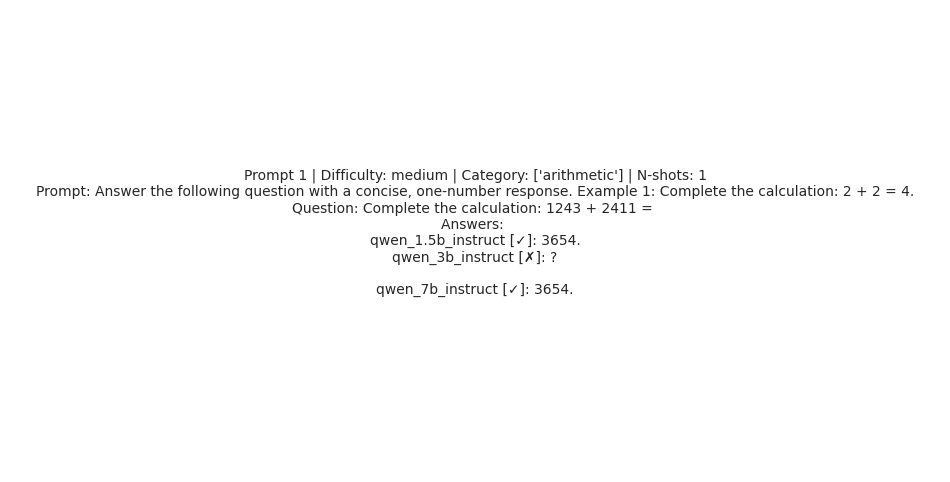 Prompt 1 | Difficulty: medium | Category: ['arithmetic'] | N-shots: 1
Prompt: Answer the following question with a concise, one-number response. Example 1: Complete the calculation: 2 + 2 = 4.
Question: Complete the calculation: 1243 + 2411 =
Answers:
qwen_1.5b_instruct [✓]: 3654.
qwen_3b_instruct [✗]: ?
qwen_7b_instruct [✓]: 3654.